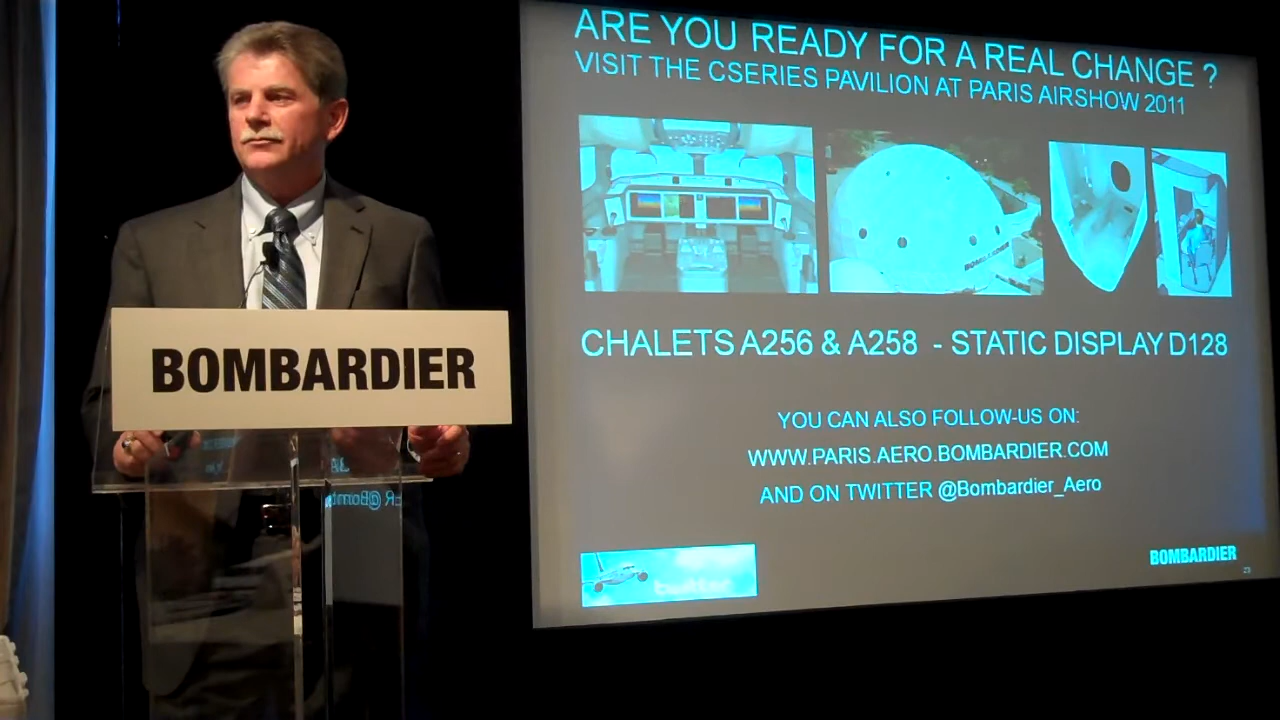 ARE YOU READY FOR A REAL CHANGE ?
VISIT THE CSERIES PAVILION AT PARIS AIRSHOW 2011
BOMBARDIER
CHALETS A256 & A258 - STATIC DISPLAY D128
BOMBARDIER
YOU CAN ALSO FOLLOW-US ON:
WWW.PARIS.AERO.BOMBARDIER.COM
AND ON TWITTER @Bombardier_Aero
BOMBARDIER
twitter